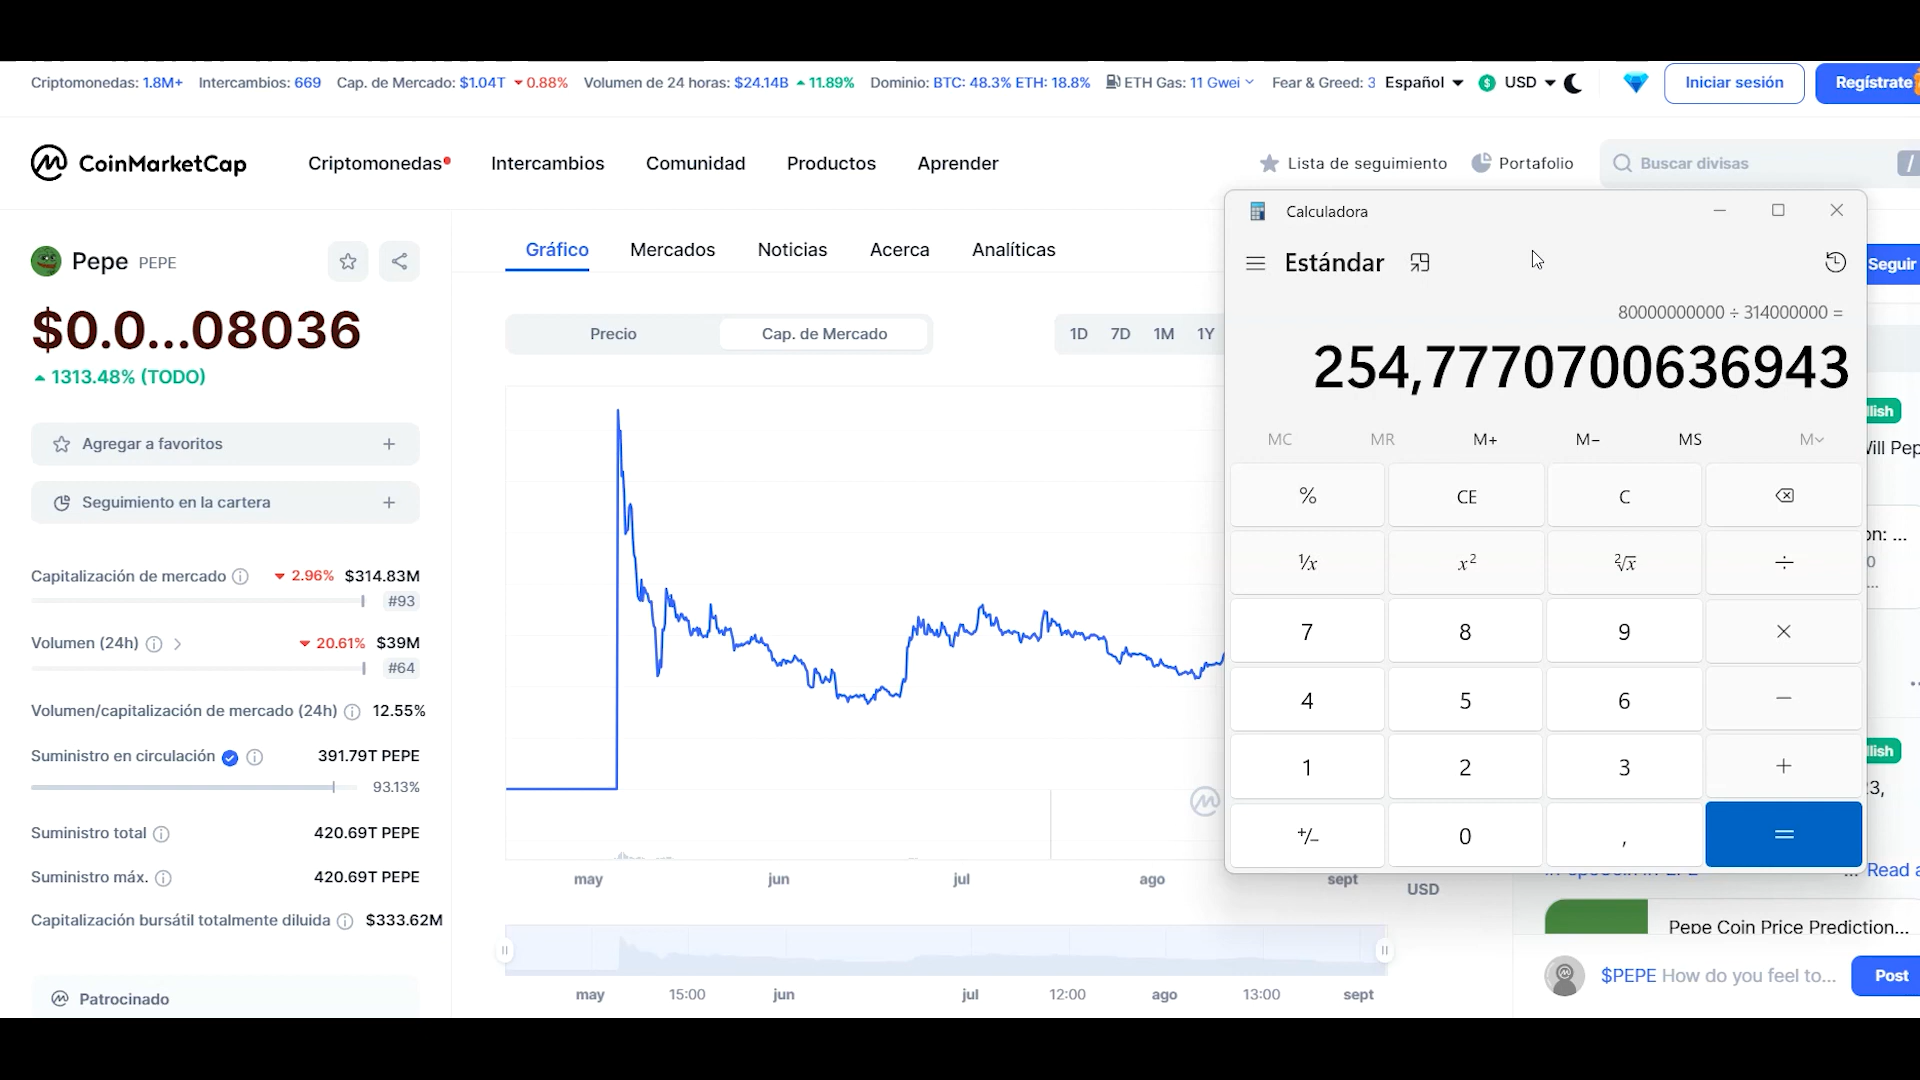 Criptomonedas: 1.8M+ Intercambios: 669 Cap. de Mercado: $1.04T 0.88% Volumen de 24 horas: $24.14B 11.89% Dominio: BTC: 48.3% ETH: 18.8% ETH Gas: 11 Gwei Fear & Greed: 3 Español USD Iniciar sesión Regístrate
CoinMarketCap Criptomonedas Intercambios Comunidad Productos Aprender Lista de seguimiento Portafolio Buscar divisas /
Pepe PEPE
$0.0...08036
1313.48% (TODO)
Agregar a favoritos +
Seguimiento en la cartera +
Capitalización de mercado 2.96% $314.83M
#93
Volumen (24h) 20.61% $39M
#64
Volumen/capitalización de mercado (24h) 12.55%
Suministro en circulación 391.79T PEPE
93.13%
Suministro total 420.69T PEPE
Suministro máx. 420.69T PEPE
Capitalización bursátil totalmente diluida $333.62M
Patrocinado
Gráfico Mercados Noticias Acerca Analíticas
Precio Cap. de Mercado 1D 7D 1M 1Y
may jun jul ago sept
USD
may 15:00 jun jul 12:00 ago 13:00 sept
Calculadora
Estándar
80000000000 ÷ 314000000 =
254,7770700636943
MC MR M+ M− MS M
% CE C
⅟x x² ²√x ÷
7 8 9 ×
4 5 6 −
1 2 3 +
+/− 0 , =
Seguir
llish
Will Pep
on: ...
0
...
llish
3,
... Read a
Pepe Coin Price Prediction...
$PEPE How do you feel to...
Post